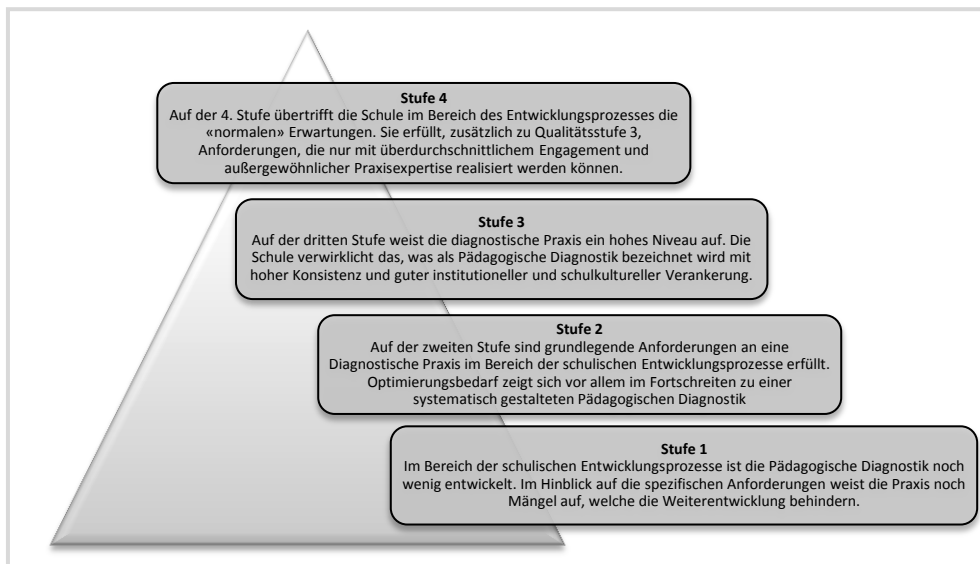 Stufe 4
Auf der 4. Stufe übertrifft die Schule im Bereich des Entwicklungsprozesses die
«normalen» Erwartungen. Sie erfüllt, zusätzlich zu Qualitätsstufe 3,
Anforderungen, die nur mit überdurchschnittlichem Engagement und
außergewöhnlicher Praxisexpertise realisiert werden können.
Stufe 3
Auf der dritten Stufe weist die diagnostische Praxis ein hohes Niveau auf. Die
Schule verwirklicht das, was als Pädagogische Diagnostik bezeichnet wird mit
hoher Konsistenz und guter institutioneller und schulkultureller Verankerung.
Stufe 2
Auf der zweiten Stufe sind grundlegende Anforderungen an eine
Diagnostische Praxis im Bereich der schulischen Entwicklungsprozesse erfüllt.
Optimierungsbedarf zeigt sich vor allem im Fortschreiten zu einer
systematisch gestalteten Pädagogischen Diagnostik
Stufe 1
Im Bereich der schulischen Entwicklungsprozesse ist die Pädagogische Diagnostik noch
wenig entwickelt. Im Hinblick auf die spezifischen Anforderungen weist die Praxis noch
Mängel auf, welche die Weiterentwicklung behindern.